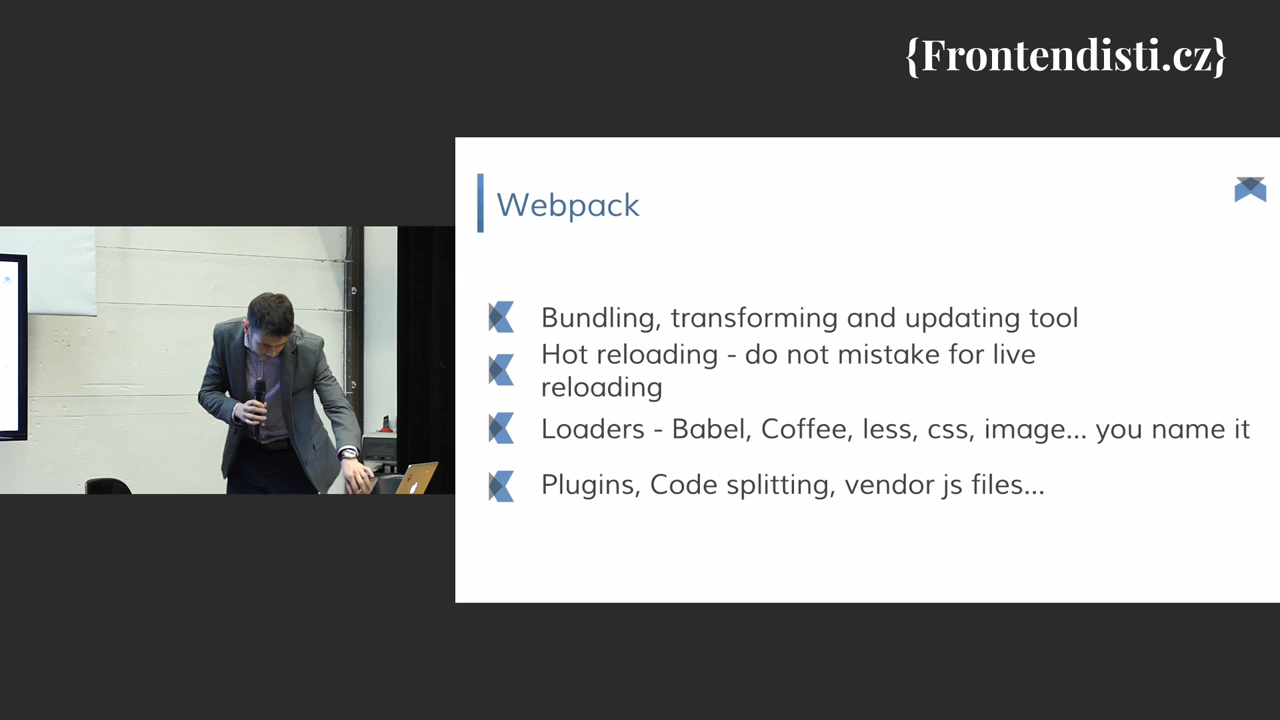 {Frontendisti.cz}
Webpack
Bundling, transforming and updating tool
Hot reloading - do not mistake for live
reloading
Loaders - Babel, Coffee, less, css, image... you name it
Plugins, Code splitting, vendor js files...